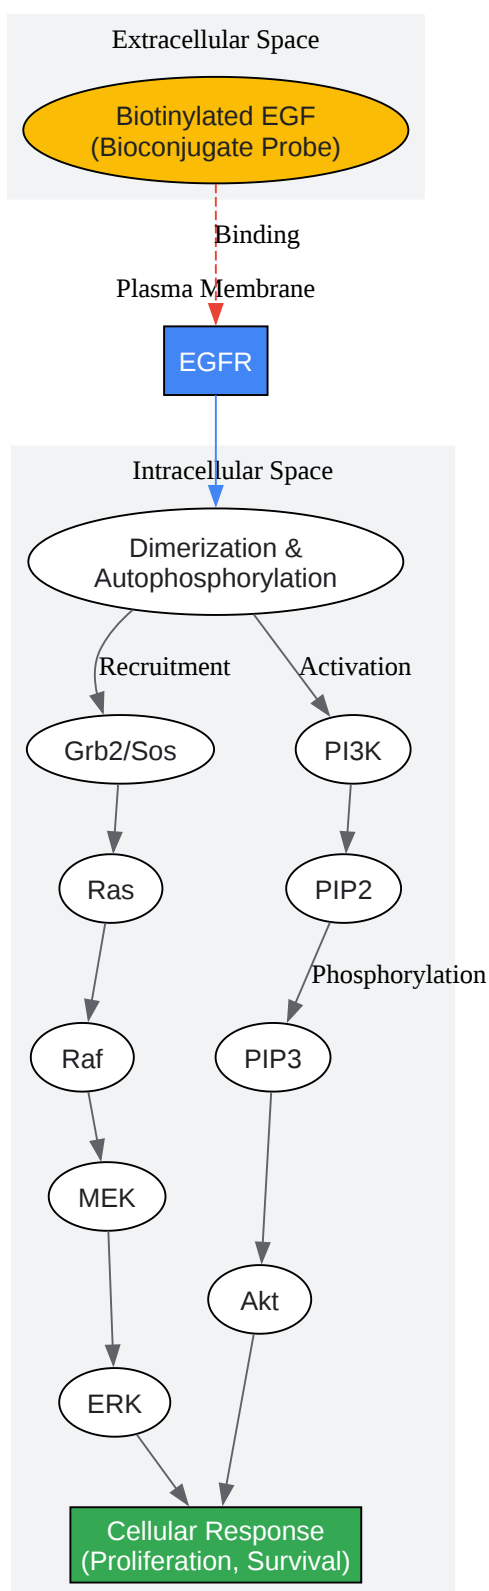 Extracellular Space
Biotinylated EGF
(Bioconjugate Probe)
Binding
Plasma Membrane
EGFR
Intracellular Space
Dimerization &
Autophosphorylation
Recruitment
Activation
Grb2/Sos
PI3K
Ras
PIP2
Phosphorylation
Raf
PIP3
MEK
Akt
ERK
Cellular Response
(Proliferation, Survival)